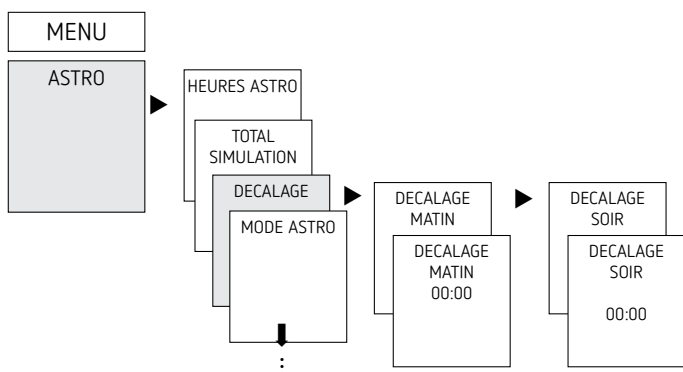 MENU
ASTRO
HEURES ASTRO
TOTAL
SIMULATION
DECALAGE
MODE ASTRO
:
DECALAGE
MATIN
DECALAGE
MATIN
00:00
DECALAGE
SOIR
DECALAGE
SOIR
00:00